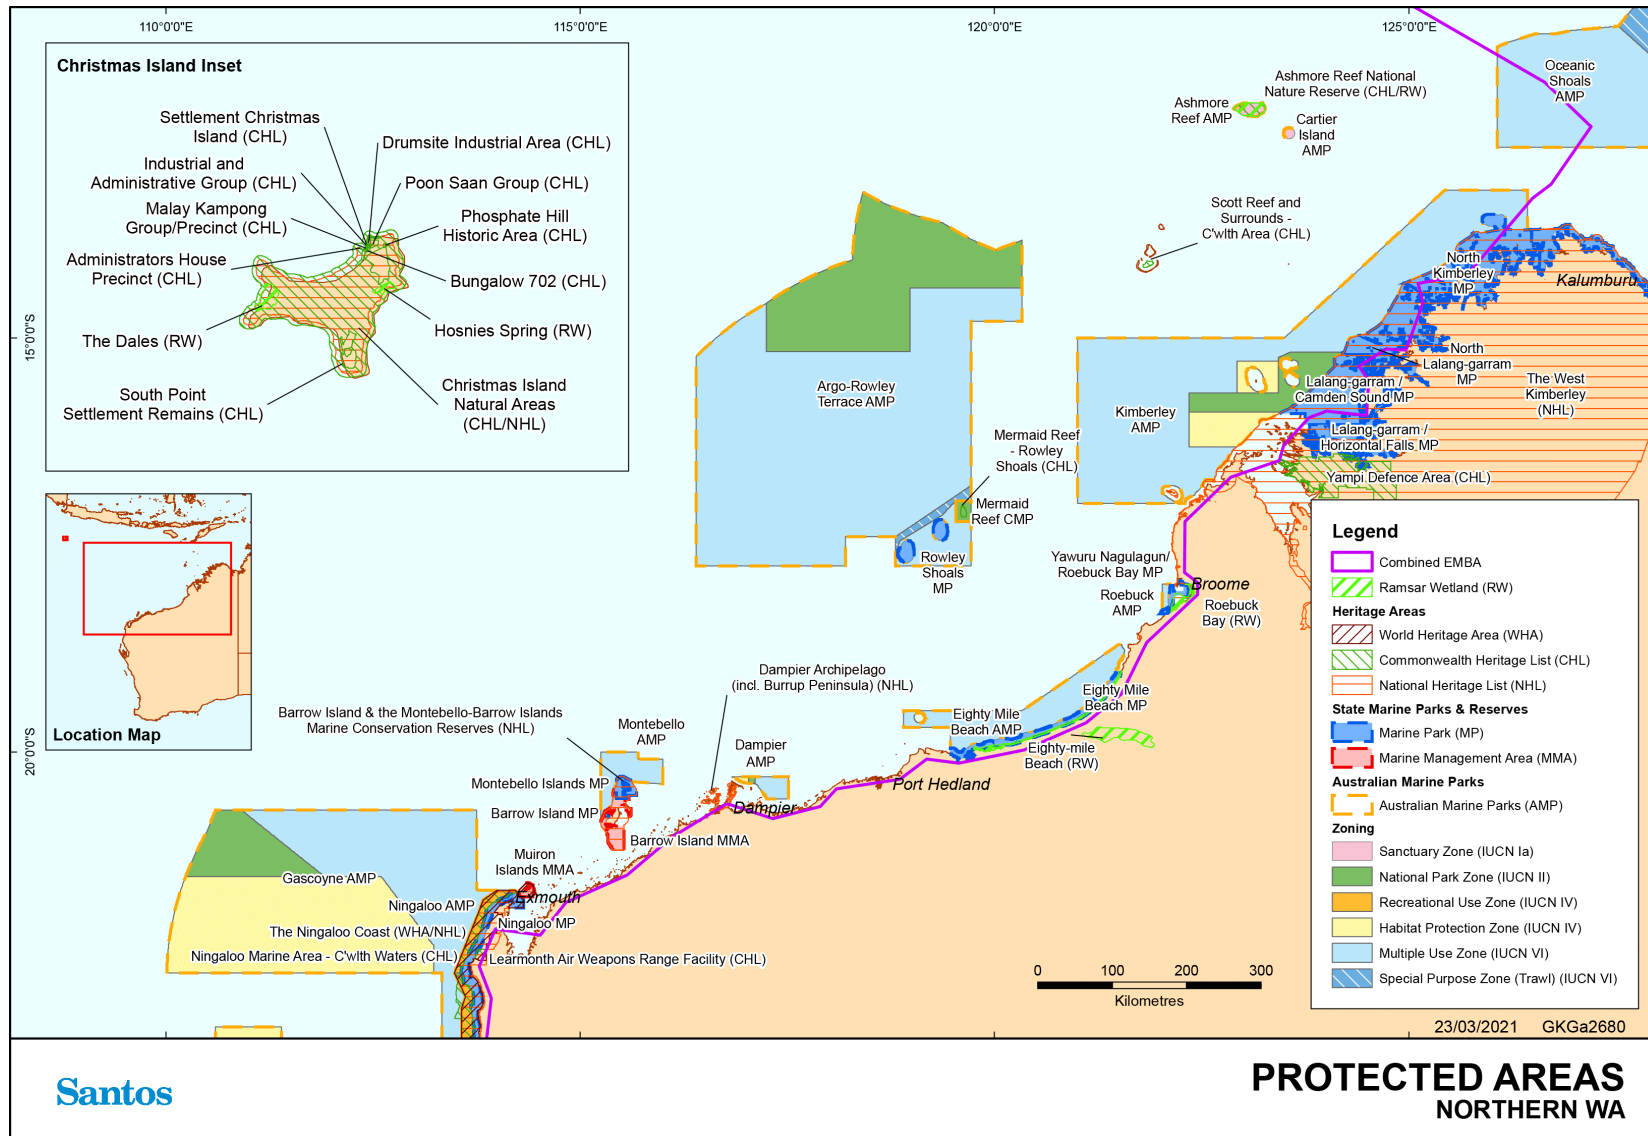 110°0'0"E
115°0'0"E
120°0'0"E
125°0'0"E
15°0'0"S
20°0'0"S
Christmas Island Inset
Settlement Christmas
Island (CHL)
Drumsite Industrial Area (CHL)
Industrial and
Administrative Group (CHL)
Poon Saan Group (CHL)
Malay Kampong
Group/Precinct (CHL)
Phosphate Hill
Historic Area (CHL)
Administrators House
Precinct (CHL)
Bungalow 702 (CHL)
The Dales (RW)
Hosnies Spring (RW)
South Point
Settlement Remains (CHL)
Christmas Island
Natural Areas
(CHL/NHL)
Location Map
Oceanic
Shoals
AMP
Ashmore Reef National
Nature Reserve (CHL/RW)
Ashmore
Reef AMP
Cartier
Island
AMP
Scott Reef and
Surrounds -
C'wlth Area (CHL)
North
Kimberley
MP
Kalumburu
North
Lalang-garram
MP
The West
Kimberley
(NHL)
Lalang-garram /
Camden Sound MP
Lalang-garram /
Horizontal Falls MP
Yampi Defence Area (CHL)
Kimberley
AMP
Argo-Rowley
Terrace AMP
Mermaid Reef
- Rowley
Shoals (CHL)
Mermaid
Reef CMP
Rowley
Shoals
MP
Yawuru Nagulagun/
Roebuck Bay MP
Broome
Roebuck
AMP
Roebuck
Bay (RW)
Dampier Archipelago
(incl. Burrup Peninsula) (NHL)
Eighty Mile
Beach MP
Eighty Mile
Beach AMP
Eighty-mile
Beach (RW)
Barrow Island & the Montebello-Barrow Islands
Marine Conservation Reserves (NHL)
Montebello
AMP
Dampier
AMP
Montebello Islands MP
Port Hedland
Dampier
Barrow Island MP
Barrow Island MMA
Muiron
Islands MMA
Gascoyne AMP
Exmouth
Ningaloo AMP
Ningaloo MP
The Ningaloo Coast (WHA/NHL)
Ningaloo Marine Area - C'wlth Waters (CHL)
Learmonth Air Weapons Range Facility (CHL)
0 100 200 300
Kilometres
Legend
Combined EMBA
Ramsar Wetland (RW)
Heritage Areas
World Heritage Area (WHA)
Commonwealth Heritage List (CHL)
National Heritage List (NHL)
State Marine Parks & Reserves
Marine Park (MP)
Marine Management Area (MMA)
Australian Marine Parks
Australian Marine Parks (AMP)
Zoning
Sanctuary Zone (IUCN Ia)
National Park Zone (IUCN II)
Recreational Use Zone (IUCN IV)
Habitat Protection Zone (IUCN IV)
Multiple Use Zone (IUCN VI)
Special Purpose Zone (Trawl) (IUCN VI)
23/03/2021 GKGa2680
Santos
PROTECTED AREAS
NORTHERN WA